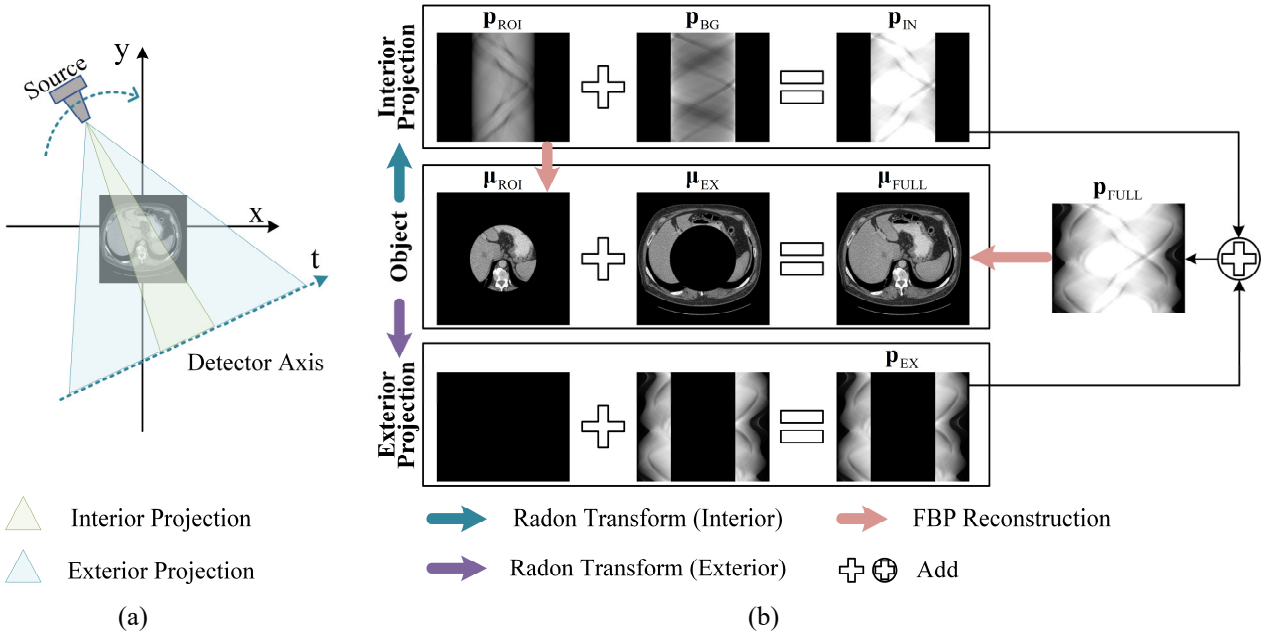 y
Source
x
t
Detector Axis
Interior Projection
Exterior Projection
(a)
Interior
Projection
p_ROI
p_BG
p_IN
Object
μ_ROI
μ_EX
μ_FULL
p_FULL
Exterior
Projection
p_EX
Radon Transform (Interior)
FBP Reconstruction
Radon Transform (Exterior)
Add
(b)